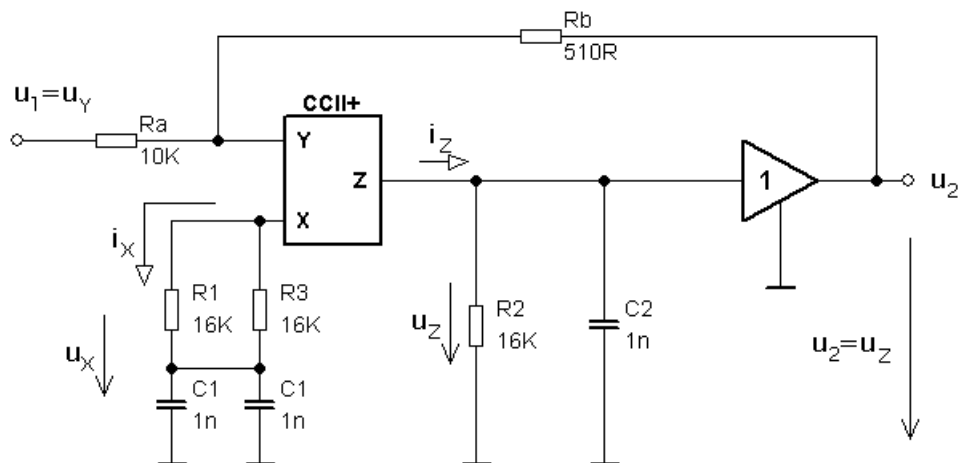 Rb
510R
u1=uY
CCII+
Ra
10K
Y
iZ
Z
1
u2
X
iX
R1
16K
R3
16K
uZ
R2
16K
C2
1n
uX
u2=uZ
C1
1n
C1
1n